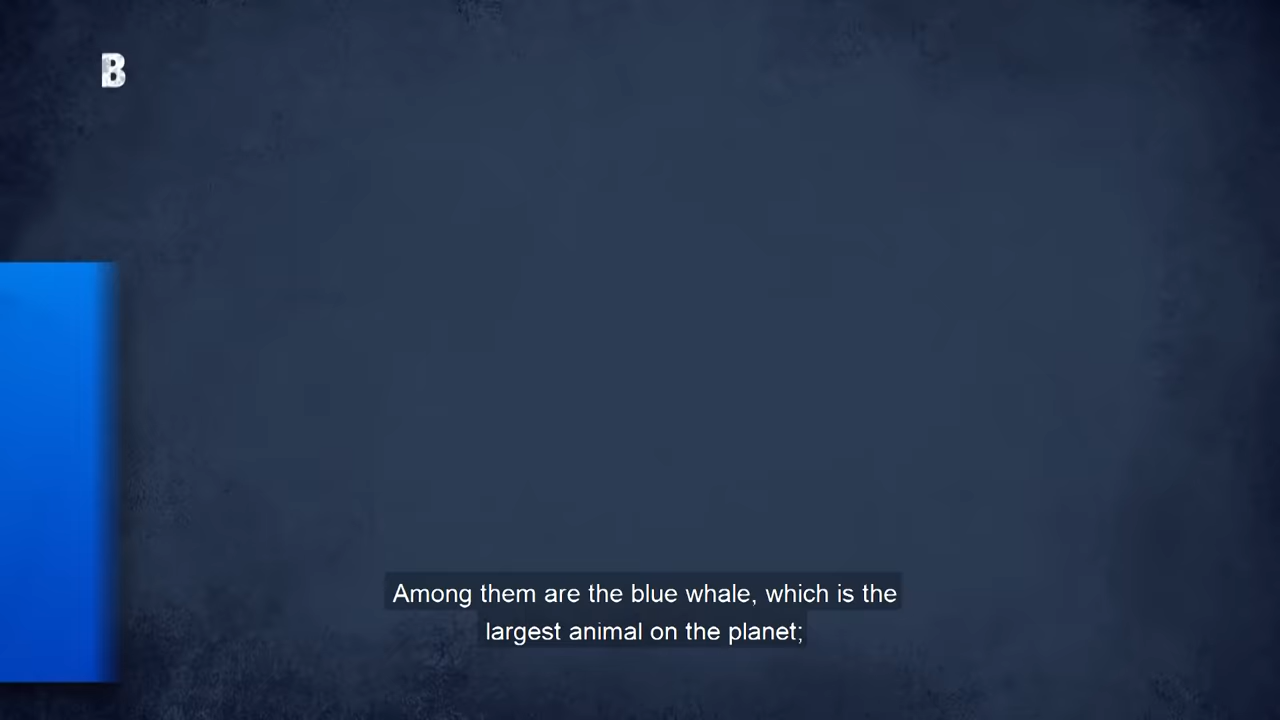 B
Among them are the blue whale, which is the
largest animal on the planet;